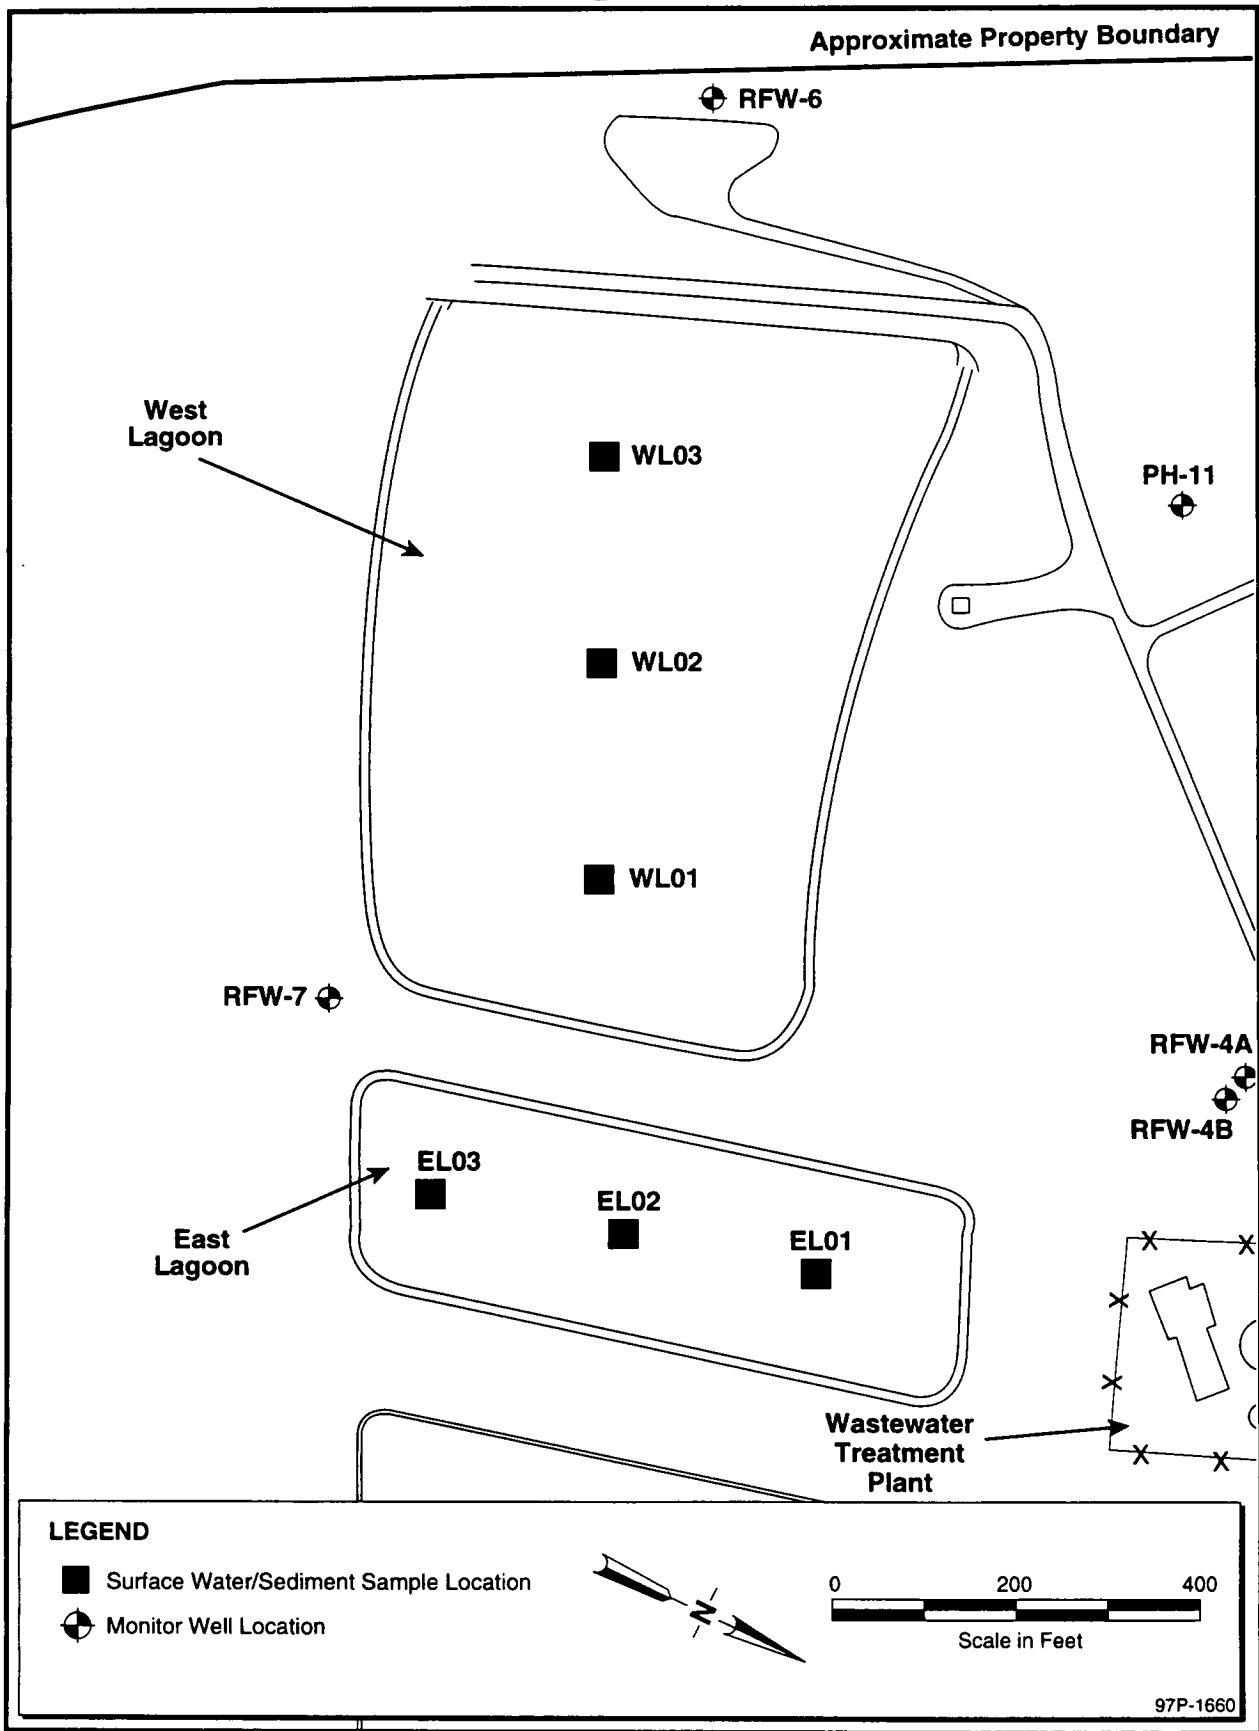 Approximate Property Boundary
RFW-6
West
Lagoon
WL03
PH-11
WL02
WL01
RFW-7
RFW-4A
RFW-4B
EL03
EL02
EL01
East
Lagoon
X X
X
X
X X
Wastewater
Treatment
Plant
LEGEND
Surface Water/Sediment Sample Location
Monitor Well Location
N
0 200 400
Scale in Feet
97P-1660